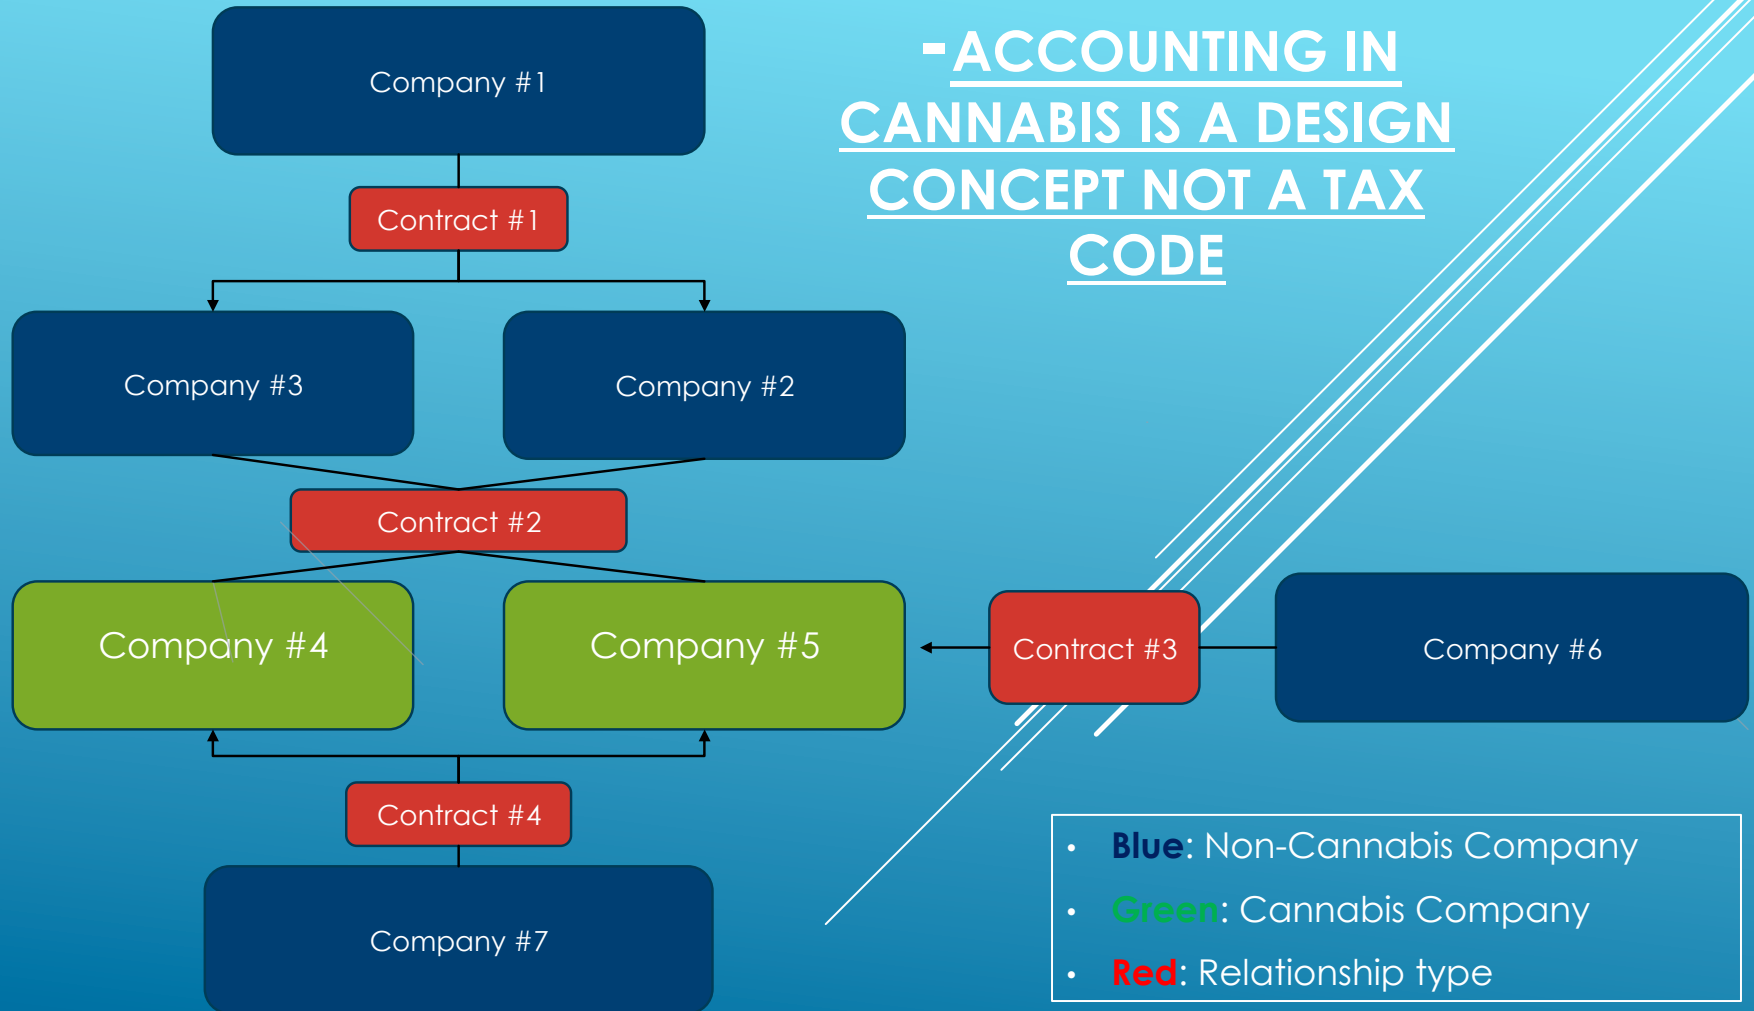 -ACCOUNTING IN
CANNABIS IS A DESIGN
CONCEPT NOT A TAX
CODE
Company #1
Contract #1
Company #3
Company #2
Contract #2
Company #4
Company #5
Contract #3
Company #6
Contract #4
Company #7
• Blue: Non-Cannabis Company
• Green: Cannabis Company
• Red: Relationship type